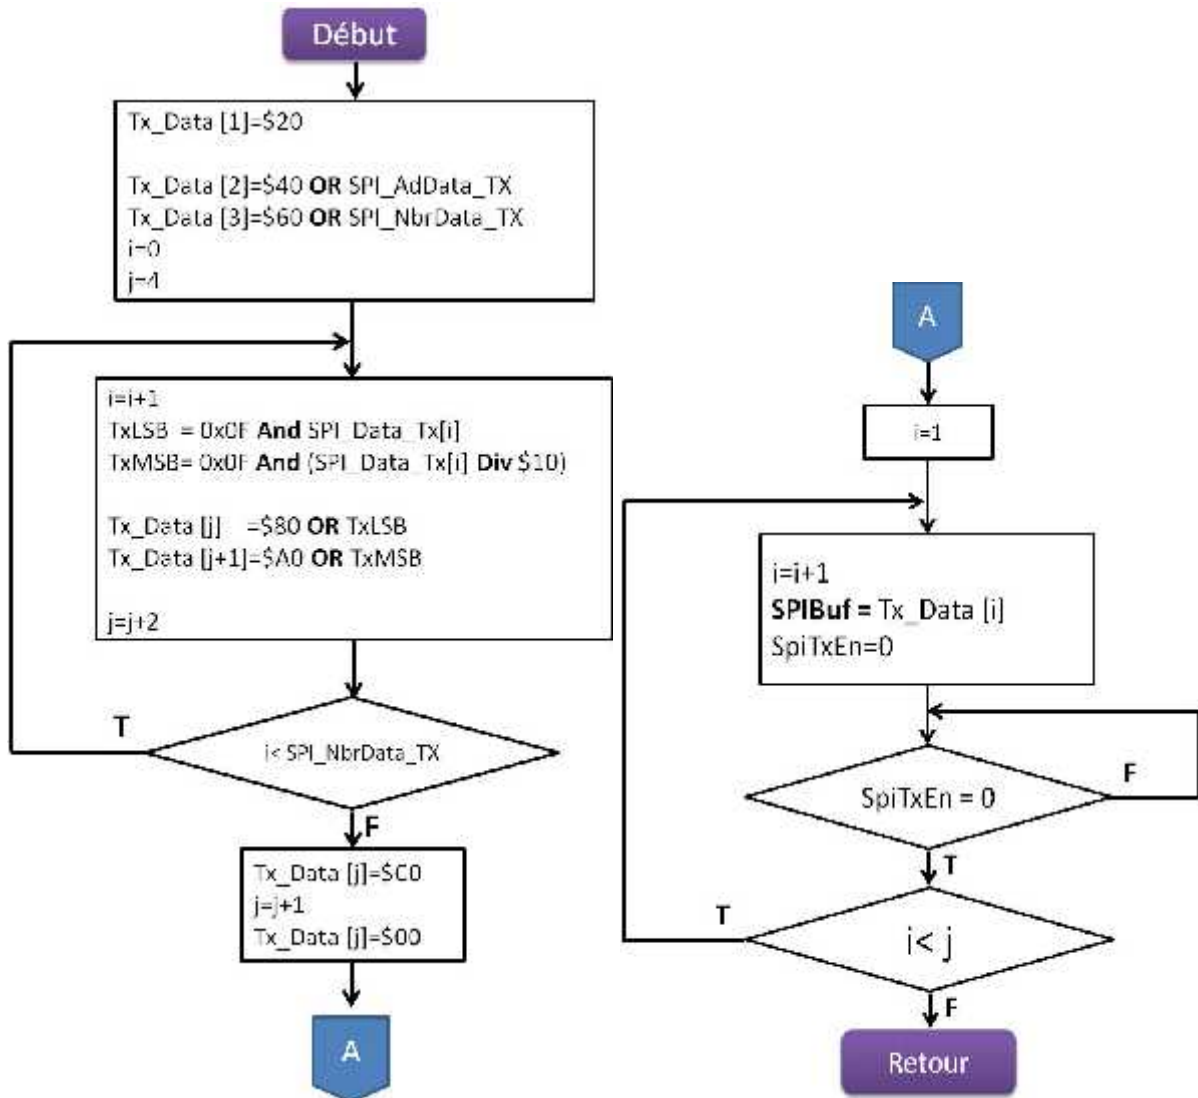 Début
Tx_Data [1]=$20
Tx_Data [2]=$40 OR SPI_AdData_TX
Tx_Data [3]=$60 OR SPI_NbrData_TX
i=0
j=4
i=i+1
TxLSB = 0x0F And SPI_Data_Tx[i]
TxMSB= 0x0F And (SPI_Data_Tx[i] Div $10)
Tx_Data [j] =$80 OR TxLSB
Tx_Data [j+1]=$A0 OR TxMSB
j=j+2
T
i< SPI_NbrData_TX
F
Tx_Data [j]=$C0
j=j+1
Tx_Data [j]=$00
A
A
i=1
i=i+1
SPIBuf = Tx_Data [i]
SpiTxEn=0
SpiTxEn = 0
F
T
T
i< j
F
Retour